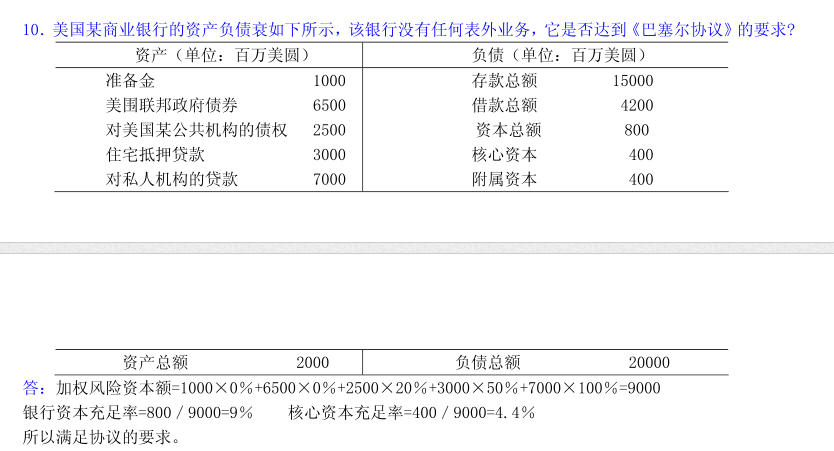 10. 美国某商业银行的资产负债衰如下所示，该银行没有任何表外业务，它是否达到《巴塞尔协议》的要求?
资产（单位：百万美圆） 负债（单位：百万美圆）
准备金 1000 存款总额 15000
美围联邦政府债券 6500 借款总额 4200
对美国某公共机构的债权 2500 资本总额 800
住宅抵押贷款 3000 核心资本 400
对私人机构的贷款 7000 附属资本 400
资产总额 2000 负债总额 20000
答：加权风险资本额=1000×0％+6500×0％+2500×20％+3000×50％+7000×100％=9000
银行资本充足率=800／9000=9％ 核心资本充足率=400／9000=4.4％
所以满足协议的要求。